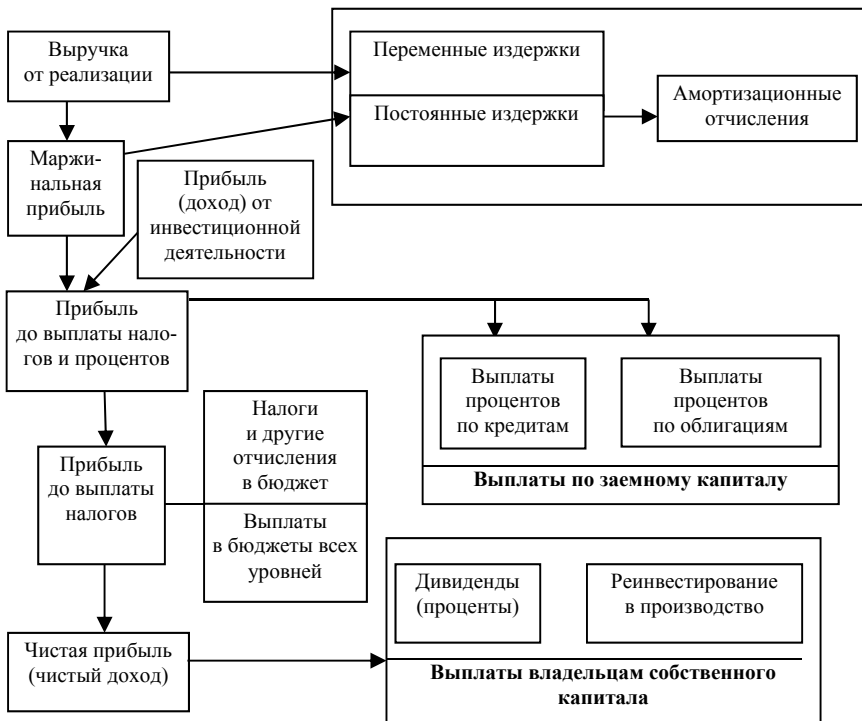 Выручка
от реализации
Переменные издержки
Постоянные издержки
Амортизационные
отчисления
Маржи-
нальная
прибыль
Прибыль
(доход) от
инвестиционной
деятельности
Прибыль
до выплаты нало-
гов и процентов
Выплаты
процентов
по кредитам
Выплаты
процентов
по облигациям
Выплаты по заемному капиталу
Налоги
и другие
отчисления
в бюджет
Прибыль
до выплаты
налогов
Выплаты
в бюджеты всех
уровней
Дивиденды
(проценты)
Реинвестирование
в производство
Чистая прибыль
(чистый доход)
Выплаты владельцам собственного
капитала